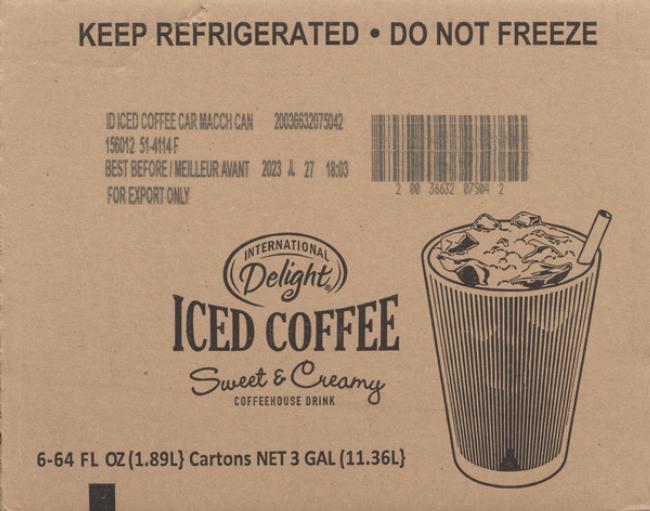 KEEP REFRIGERATED • DO NOT FREEZE
ID ICED COFFEE CAR MACCH CAN 20036632075042
156012 51-4114 F
BEST BEFORE / MEILLEUR AVANT 2023 JL 27 18:03
FOR EXPORT ONLY
2 00 36632 07504 2
INTERNATIONAL
Delight®
ICED COFFEE
Sweet & Creamy
COFFEEHOUSE DRINK
6-64 FL OZ (1.89L} Cartons NET 3 GAL (11.36L}